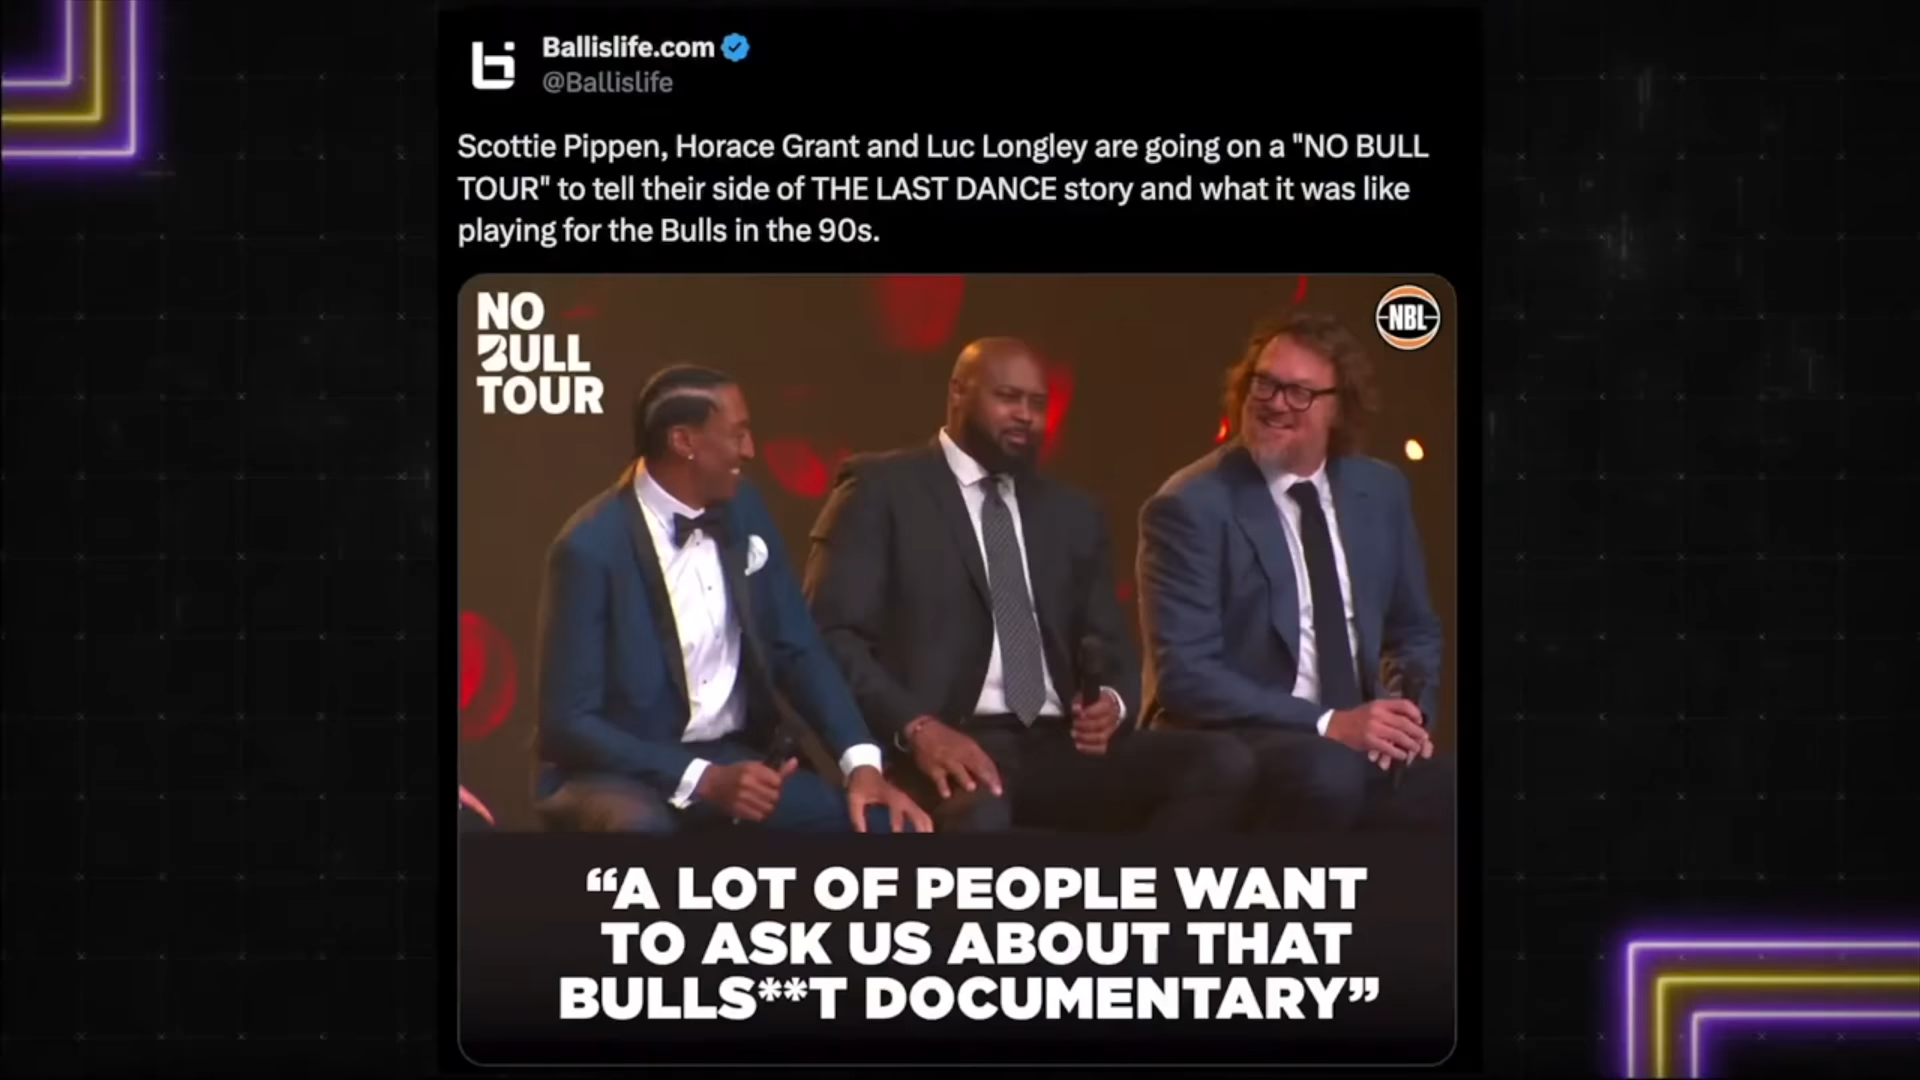 Ballislife.com
@Ballislife
Scottie Pippen, Horace Grant and Luc Longley are going on a "NO BULL
TOUR" to tell their side of THE LAST DANCE story and what it was like
playing for the Bulls in the 90s.
NO
BULL
TOUR
NBL
“A LOT OF PEOPLE WANT
TO ASK US ABOUT THAT
BULLS**T DOCUMENTARY”